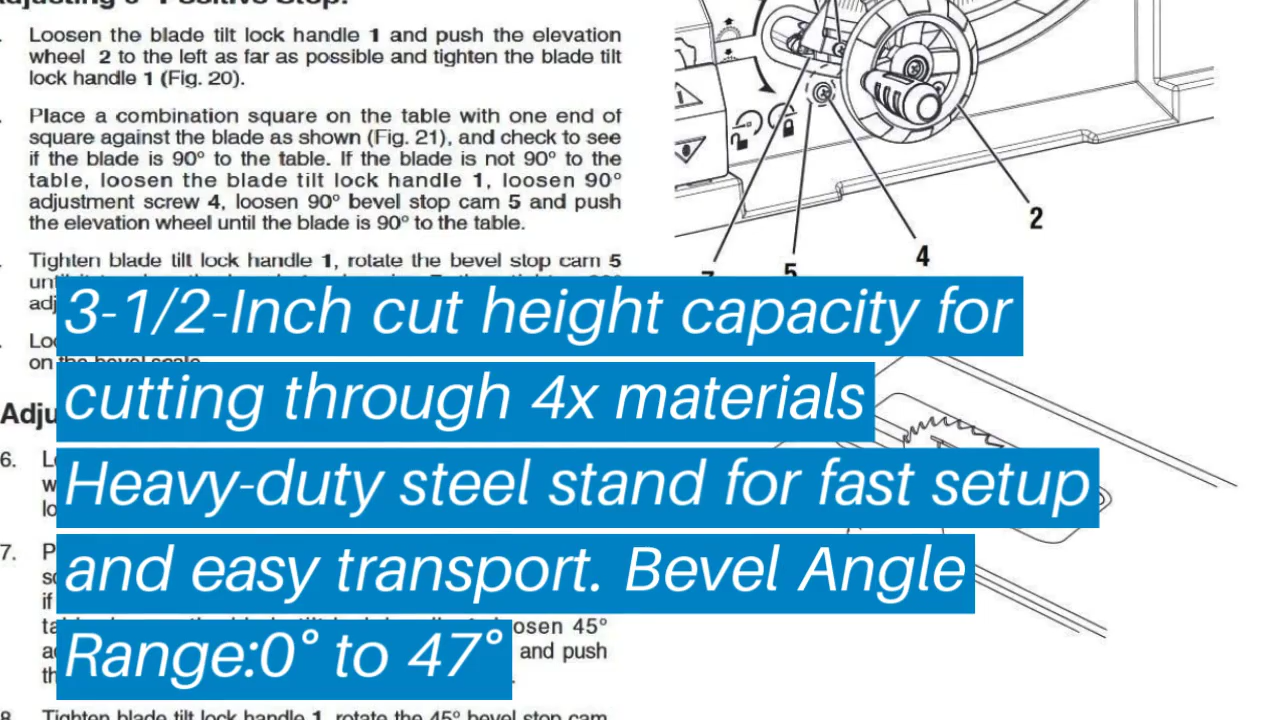 Loosen the blade tilt lock handle 1 and push the elevation
wheel 2 to the left as far as possible and tighten the blade tilt
lock handle 1 (Fig. 20).
Place a combination square on the table with one end of
square against the blade as shown (Fig. 21), and check to see
if the blade is 90° to the table. If the blade is not 90° to the
table, loosen the blade tilt lock handle 1, loosen 90°
adjustment screw 4, loosen 90° bevel stop cam 5 and push
the elevation wheel until the blade is 90° to the table.
Tighten blade tilt lock handle 1, rotate the bevel stop cam 5
on the bevel scale.
2
4
5
3-1/2-Inch cut height capacity for
cutting through 4x materials
Heavy-duty steel stand for fast setup
and easy transport. Bevel Angle
Range:0° to 47°
6.
7.
45°
and push
8. Tighten blade tilt lock handle 1, rotate the 45° bevel stop cam